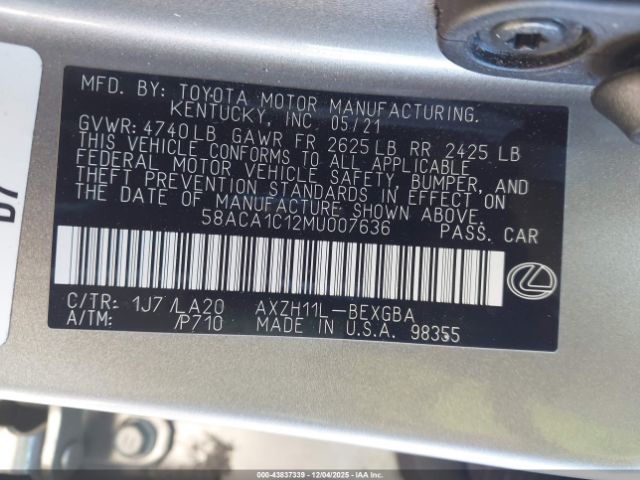 MFD. BY: TOYOTA MOTOR MANUFACTURING.
KENTUCKY, INC 05/21
GVWR: 4740LB GAWR FR 2625LB RR 2425 LB
THIS VEHICLE CONFORMS TO ALL APPLICABLE
FEDERAL MOTOR VEHICLE SAFETY, BUMPER, AND
THEFT PREVENTION STANDARDS IN EFFECT ON
THE DATE OF MANUFACTURE SHOWN ABOVE.
58ACA1C12MU007636 PASS. CAR
C/TR: 1J7 /LA20 AXZH11L-BEXGBA
A/TM: /P710 MADE IN U.S.A. 98355
00-43837339 | 12/04/2025 - IAAI.COM